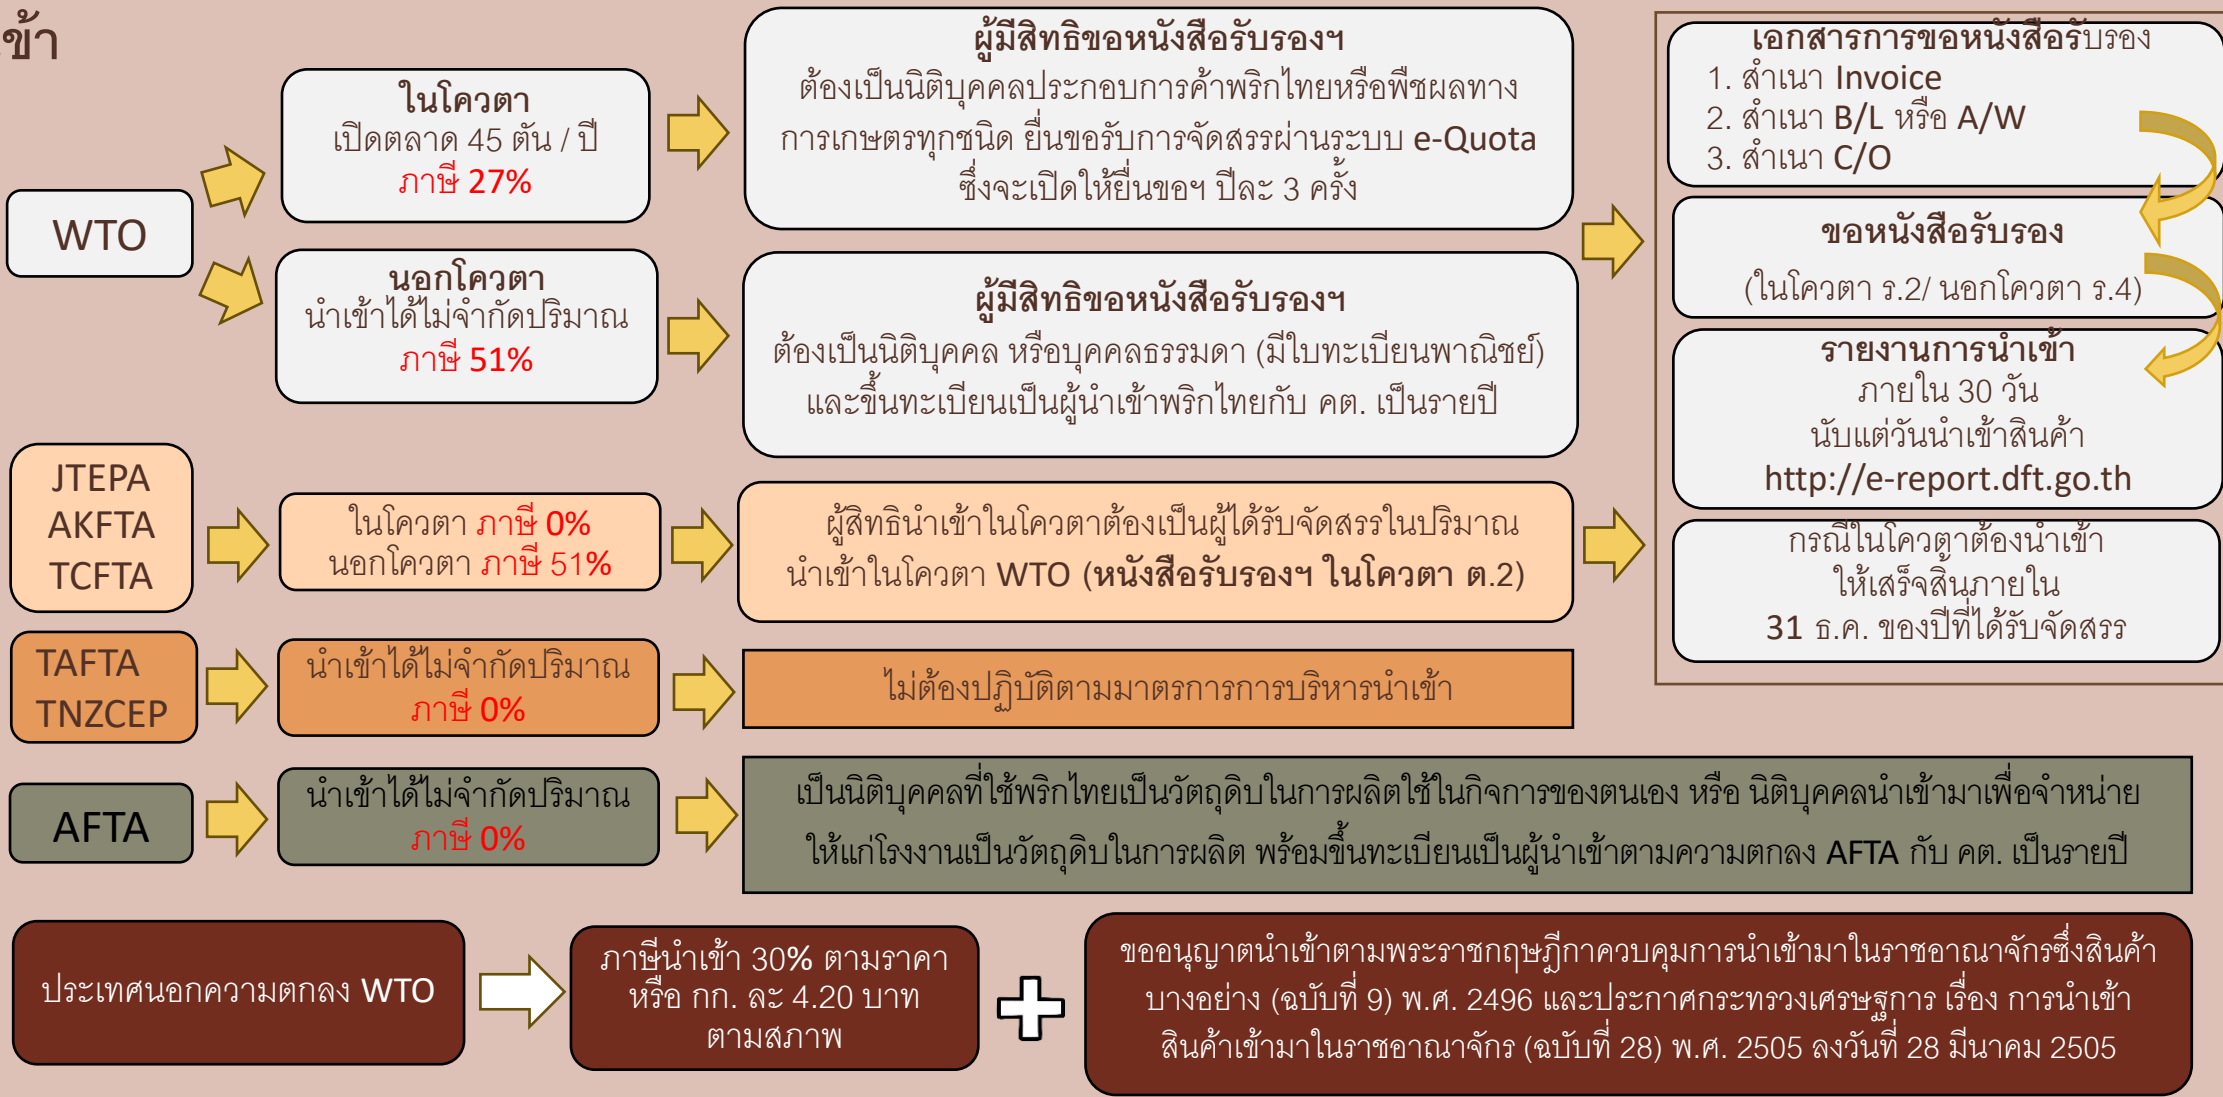 ข้า
WTO
ในโควตา
เปิดตลาด 45 ตัน / ปี
ภาษี 27%
ผู้มีสิทธิขอหนังสือรับรองฯ
ต้องเป็นนิติบุคคลประกอบการค้าพริกไทยหรือพืชผลทาง
การเกษตรทุกชนิด ยื่นขอรับการจัดสรรผ่านระบบ e-Quota
ซึ่งจะเปิดให้ยื่นขอฯ ปีละ 3 ครั้ง
นอกโควตา
นำเข้าได้ไม่จำกัดปริมาณ
ภาษี 51%
ผู้มีสิทธิขอหนังสือรับรองฯ
ต้องเป็นนิติบุคคล หรือบุคคลธรรมดา (มีใบทะเบียนพาณิชย์)
และขึ้นทะเบียนเป็นผู้นำเข้าพริกไทยกับ คต. เป็นรายปี
เอกสารการขอหนังสือรับรอง
1. สำเนา Invoice
2. สำเนา B/L หรือ A/W
3. สำเนา C/O
ขอหนังสือรับรอง
(ในโควตา ร.2/ นอกโควตา ร.4)
รายงานการนำเข้า
ภายใน 30 วัน
นับแต่วันนำเข้าสินค้า
http://e-report.dft.go.th
กรณีในโควตาต้องนำเข้า
ให้เสร็จสิ้นภายใน
31 ธ.ค. ของปีที่ได้รับจัดสรร
JTEPA
AKFTA
TCFTA
ในโควตา ภาษี 0%
นอกโควตา ภาษี 51%
ผู้สิทธินำเข้าในโควตาต้องเป็นผู้ได้รับจัดสรรในปริมาณ
นำเข้าในโควตา WTO (หนังสือรับรองฯ ในโควตา ต.2)
TAFTA
TNZCEP
นำเข้าได้ไม่จำกัดปริมาณ
ภาษี 0%
ไม่ต้องปฏิบัติตามมาตรการการบริหารนำเข้า
AFTA
นำเข้าได้ไม่จำกัดปริมาณ
ภาษี 0%
เป็นนิติบุคคลที่ใช้พริกไทยเป็นวัตถุดิบในการผลิตใช้ในกิจการของตนเอง หรือ นิติบุคคลนำเข้ามาเพื่อจำหน่าย
ให้แก่โรงงานเป็นวัตถุดิบในการผลิต พร้อมขึ้นทะเบียนเป็นผู้นำเข้าตามความตกลง AFTA กับ คต. เป็นรายปี
ประเทศนอกความตกลง WTO
ภาษีนำเข้า 30% ตามราคา
หรือ กก. ละ 4.20 บาท
ตามสภาพ
ขออนุญาตนำเข้าตามพระราชกฤษฎีกาควบคุมการนำเข้ามาในราชอาณาจักรซึ่งสินค้า
บางอย่าง (ฉบับที่ 9) พ.ศ. 2496 และประกาศกระทรวงเศรษฐการ เรื่อง การนำเข้า
สินค้าเข้ามาในราชอาณาจักร (ฉบับที่ 28) พ.ศ. 2505 ลงวันที่ 28 มีนาคม 2505